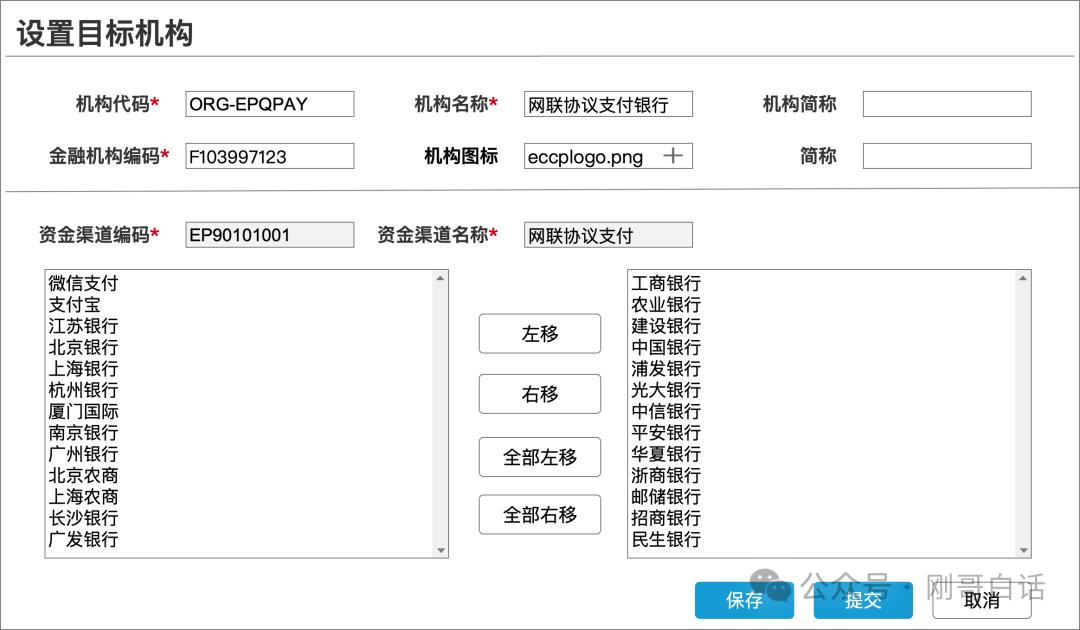 设置目标机构
机构代码* ORG-EPQPAY 机构名称* 网联协议支付银行 机构简称
金融机构编码* F103997123 机构图标 eccplogo.png 简称
资金渠道编码* EP90101001 资金渠道名称* 网联协议支付
微信支付
支付宝
江苏银行
北京银行
上海银行
杭州银行
厦门国际
南京银行
广州银行
北京农商
上海农商
长沙银行
广发银行
左移
右移
全部左移
全部右移
工商银行
农业银行
建设银行
中国银行
浦发银行
光大银行
中信银行
平安银行
华夏银行
浙商银行
邮储银行
招商银行
民生银行
保存 提交 取消
公众号 · 刚哥白话